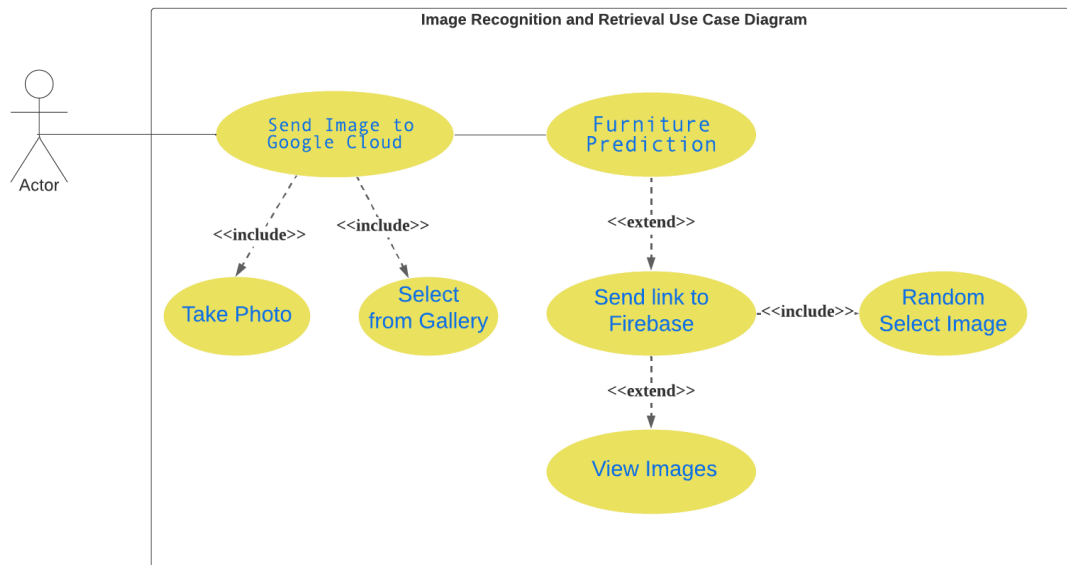 Image Recognition and Retrieval Use Case Diagram
Actor
Send Image to
Google Cloud
Furniture
Prediction
<<include>>
<<include>>
<<extend>>
Take Photo
Select
from Gallery
Send link to
Firebase
<<include>>
Random
Select Image
<<extend>>
View Images